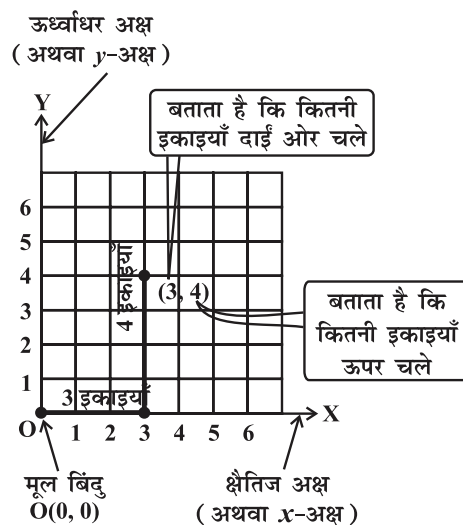 ऊर्ध्वाधर अक्ष
( अथवा y-अक्ष )
Y
बताता है कि कितनी
इकाइयाँ दाईं ओर चले
6
5
4
3
2
1
4 इकाइयाँ
(3, 4)
बताता है कि
कितनी इकाइयाँ
ऊपर चले
3 इकाइयाँ
O
1 2 3 4 5 6
X
मूल बिंदु
O(0, 0)
क्षैतिज अक्ष
( अथवा x-अक्ष )